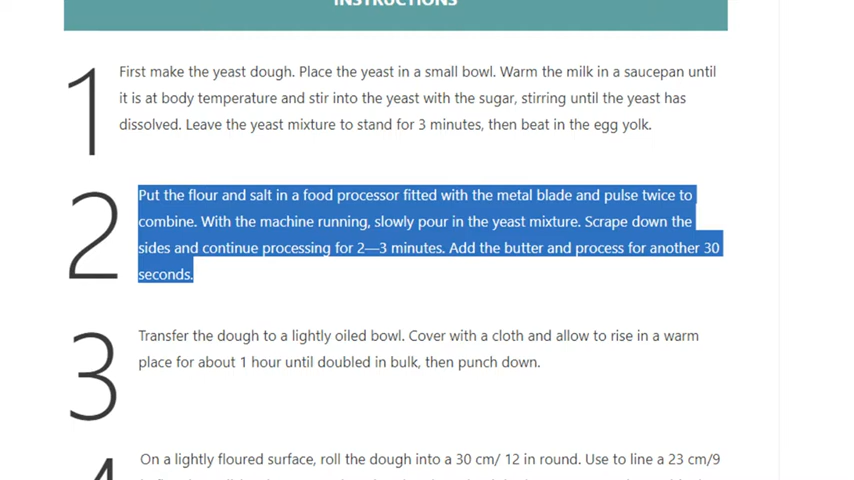 INSTRUCTIONS
1
First make the yeast dough. Place the yeast in a small bowl. Warm the milk in a saucepan until
it is at body temperature and stir into the yeast with the sugar, stirring until the yeast has
dissolved. Leave the yeast mixture to stand for 3 minutes, then beat in the egg yolk.
2
Put the flour and salt in a food processor fitted with the metal blade and pulse twice to
combine. With the machine running, slowly pour in the yeast mixture. Scrape down the
sides and continue processing for 2—3 minutes. Add the butter and process for another 30
seconds.
3
Transfer the dough to a lightly oiled bowl. Cover with a cloth and allow to rise in a warm
place for about 1 hour until doubled in bulk, then punch down.
4
On a lightly floured surface, roll the dough into a 30 cm/ 12 in round. Use to line a 23 cm/9